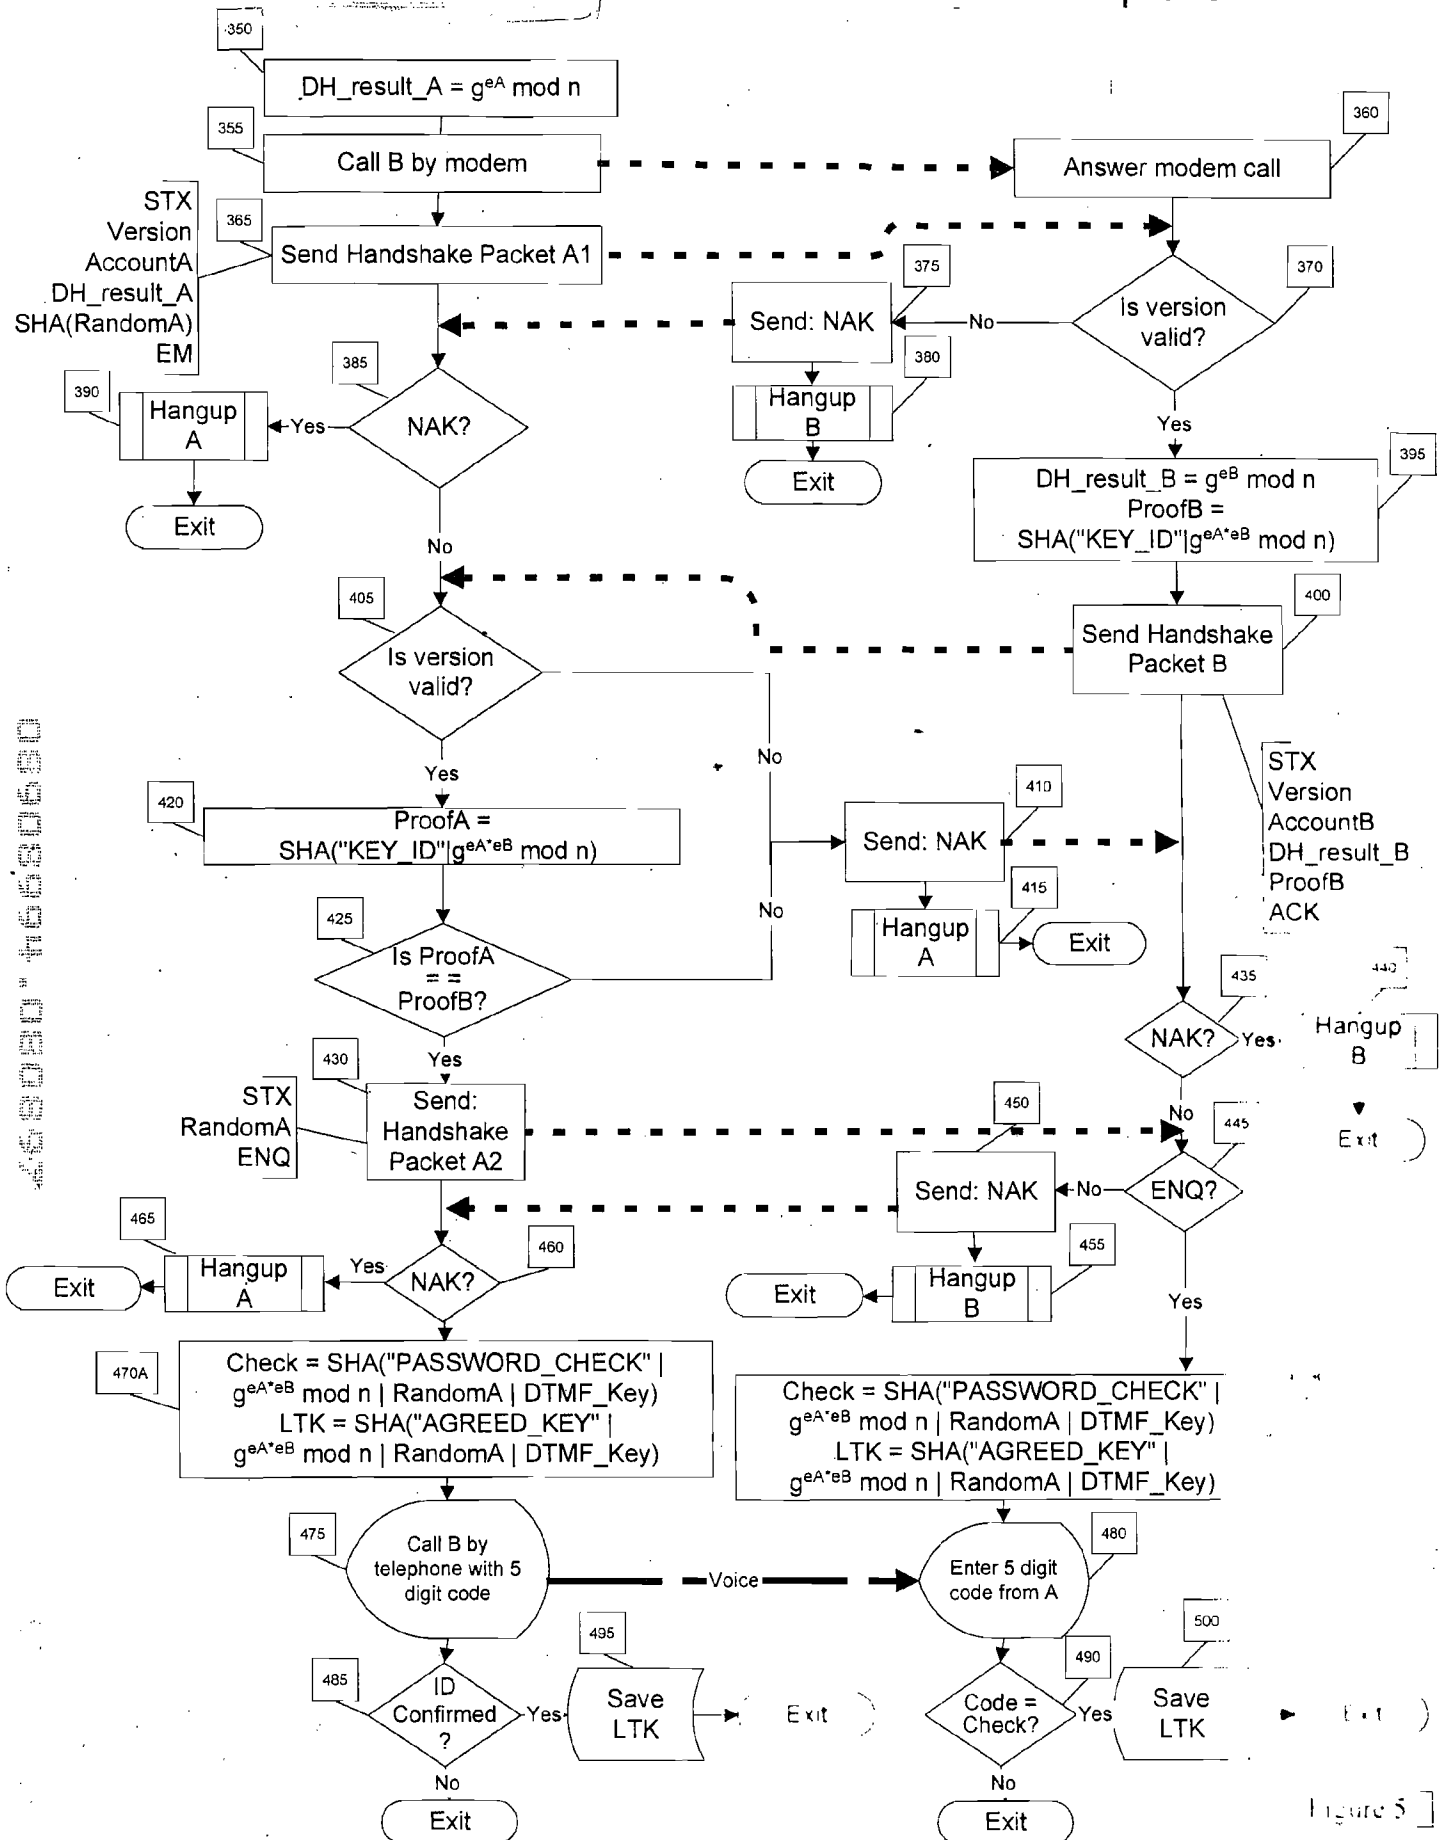 350
DH_result_A = g^eA mod n
355
Call B by modem
360
Answer modem call
STX
Version
AccountA
DH_result_A
SHA(RandomA)
EM
365
Send Handshake Packet A1
375
370
Send: NAK
No
Is version
valid?
380
Hangup
B
Exit
385
NAK?
Yes
390
Hangup
A
Exit
No
Yes
395
DH_result_B = g^eB mod n
ProofB =
SHA("KEY_ID"|g^eA*eB mod n)
400
Send Handshake
Packet B
405
Is version
valid?
No
Yes
STX
Version
AccountB
DH_result_B
ProofB
ACK
420
ProofA =
SHA("KEY_ID"|g^eA*eB mod n)
410
Send: NAK
415
Hangup
A
Exit
No
425
Is ProofA
= =
ProofB?
Yes
435
NAK?
Yes
440
Hangup
B
Exit
No
430
Send:
Handshake
Packet A2
STX
RandomA
ENQ
450
Send: NAK
No
445
ENQ?
455
Hangup
B
Exit
Yes
460
NAK?
Yes
465
Hangup
A
Exit
470A
Check = SHA("PASSWORD_CHECK" |
g^eA*eB mod n | RandomA | DTMF_Key)
LTK = SHA("AGREED_KEY" |
g^eA*eB mod n | RandomA | DTMF_Key)
Check = SHA("PASSWORD_CHECK" |
g^eA*eB mod n | RandomA | DTMF_Key)
LTK = SHA("AGREED_KEY" |
g^eA*eB mod n | RandomA | DTMF_Key)
475
Call B by
telephone with 5
digit code
Voice
480
Enter 5 digit
code from A
485
ID
Confirmed
?
Yes
495
Save
LTK
Exit
No
Exit
490
Code =
Check?
Yes
500
Save
LTK
No
Exit
Figure 5